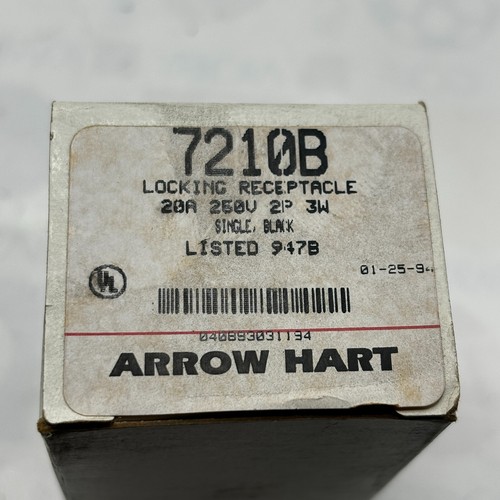 7210B
LOCKING RECEPTACLE
20A 250V 2P 3W
SINGLE, BLACK
LISTED 947B
UL
01-25-94
040893031194
ARROW HART